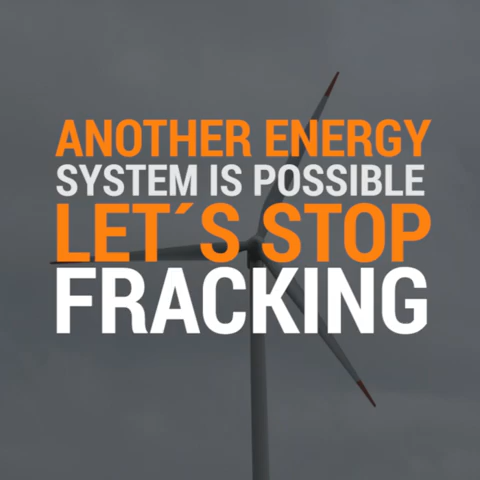 ANOTHER ENERGY
SYSTEM IS POSSIBLE
LET´S STOP
FRACKING